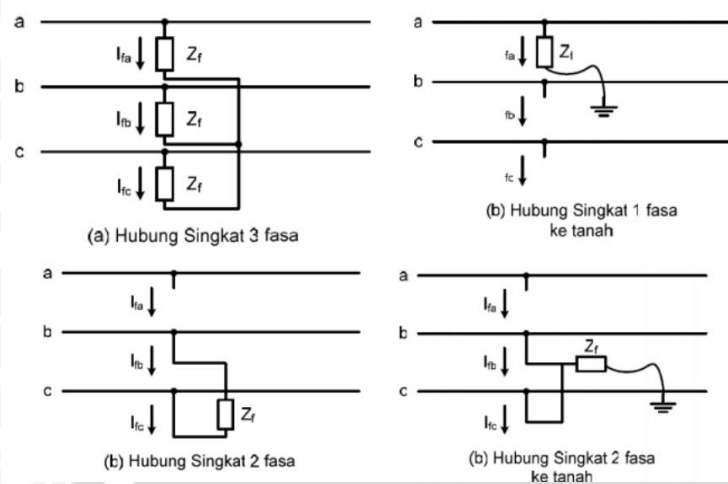 a
Ifa Zf
b
Ifb Zf
c
Ifc Zf
(a) Hubung Singkat 3 fasa
a
fa Zf
b
fb
c
fc
(b) Hubung Singkat 1 fasa
ke tanah
a
Ifa
b
Ifb
c
Ifc Zf
(b) Hubung Singkat 2 fasa
a
Ifa
b
Zf
Ifb
c
Ifc
(b) Hubung Singkat 2 fasa
ke tanah